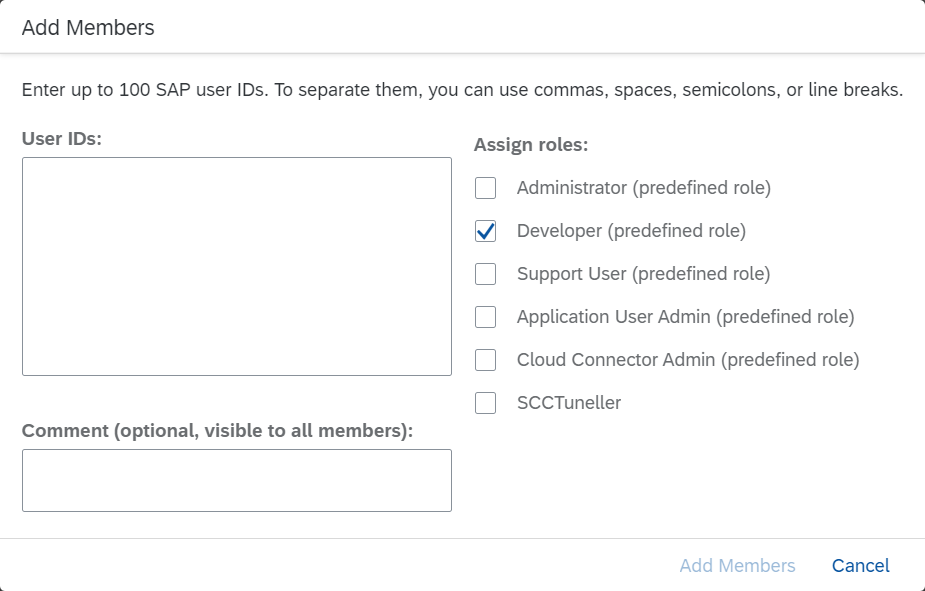 Add Members
Enter up to 100 SAP user IDs. To separate them, you can use commas, spaces, semicolons, or line breaks.
User IDs:
Assign roles:
Administrator (predefined role)
Developer (predefined role)
Support User (predefined role)
Application User Admin (predefined role)
Cloud Connector Admin (predefined role)
SCCTuneller
Comment (optional, visible to all members):
Add Members
Cancel